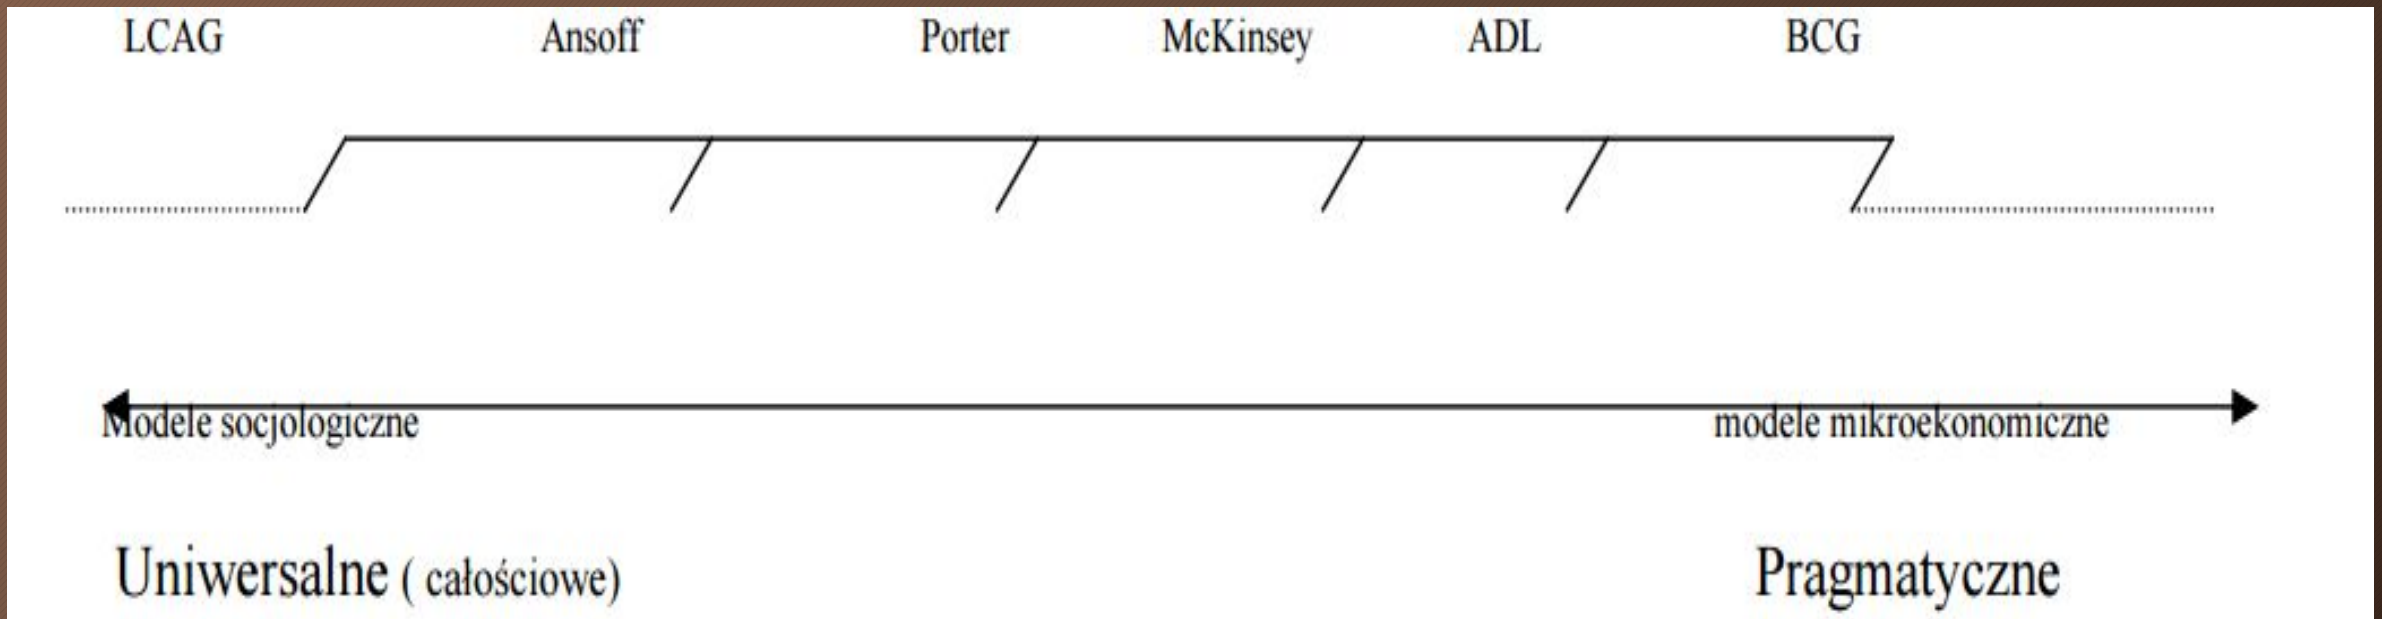 LCAG Ansoff Porter McKinsey ADL BCG
Modele socjologiczne modele mikroekonomiczne
Uniwersalne ( całościowe) Pragmatyczne